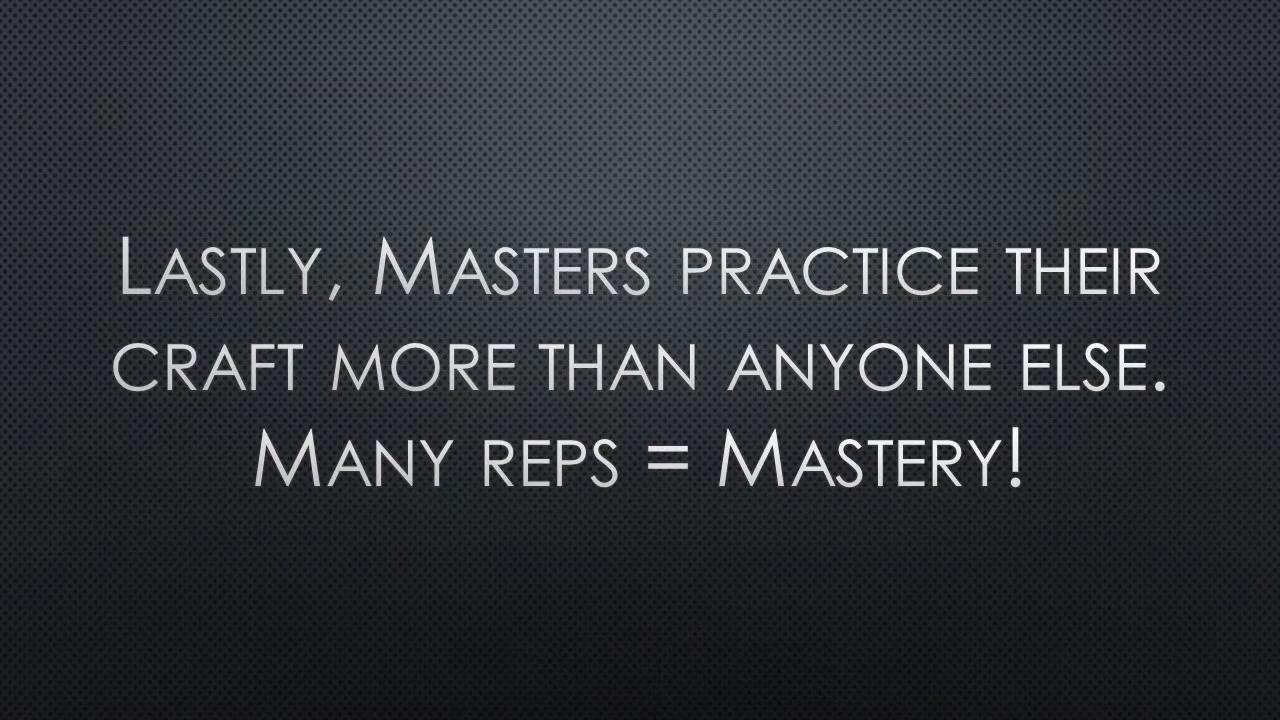 Lastly, Masters practice their
craft more than anyone else.
Many reps = Mastery!